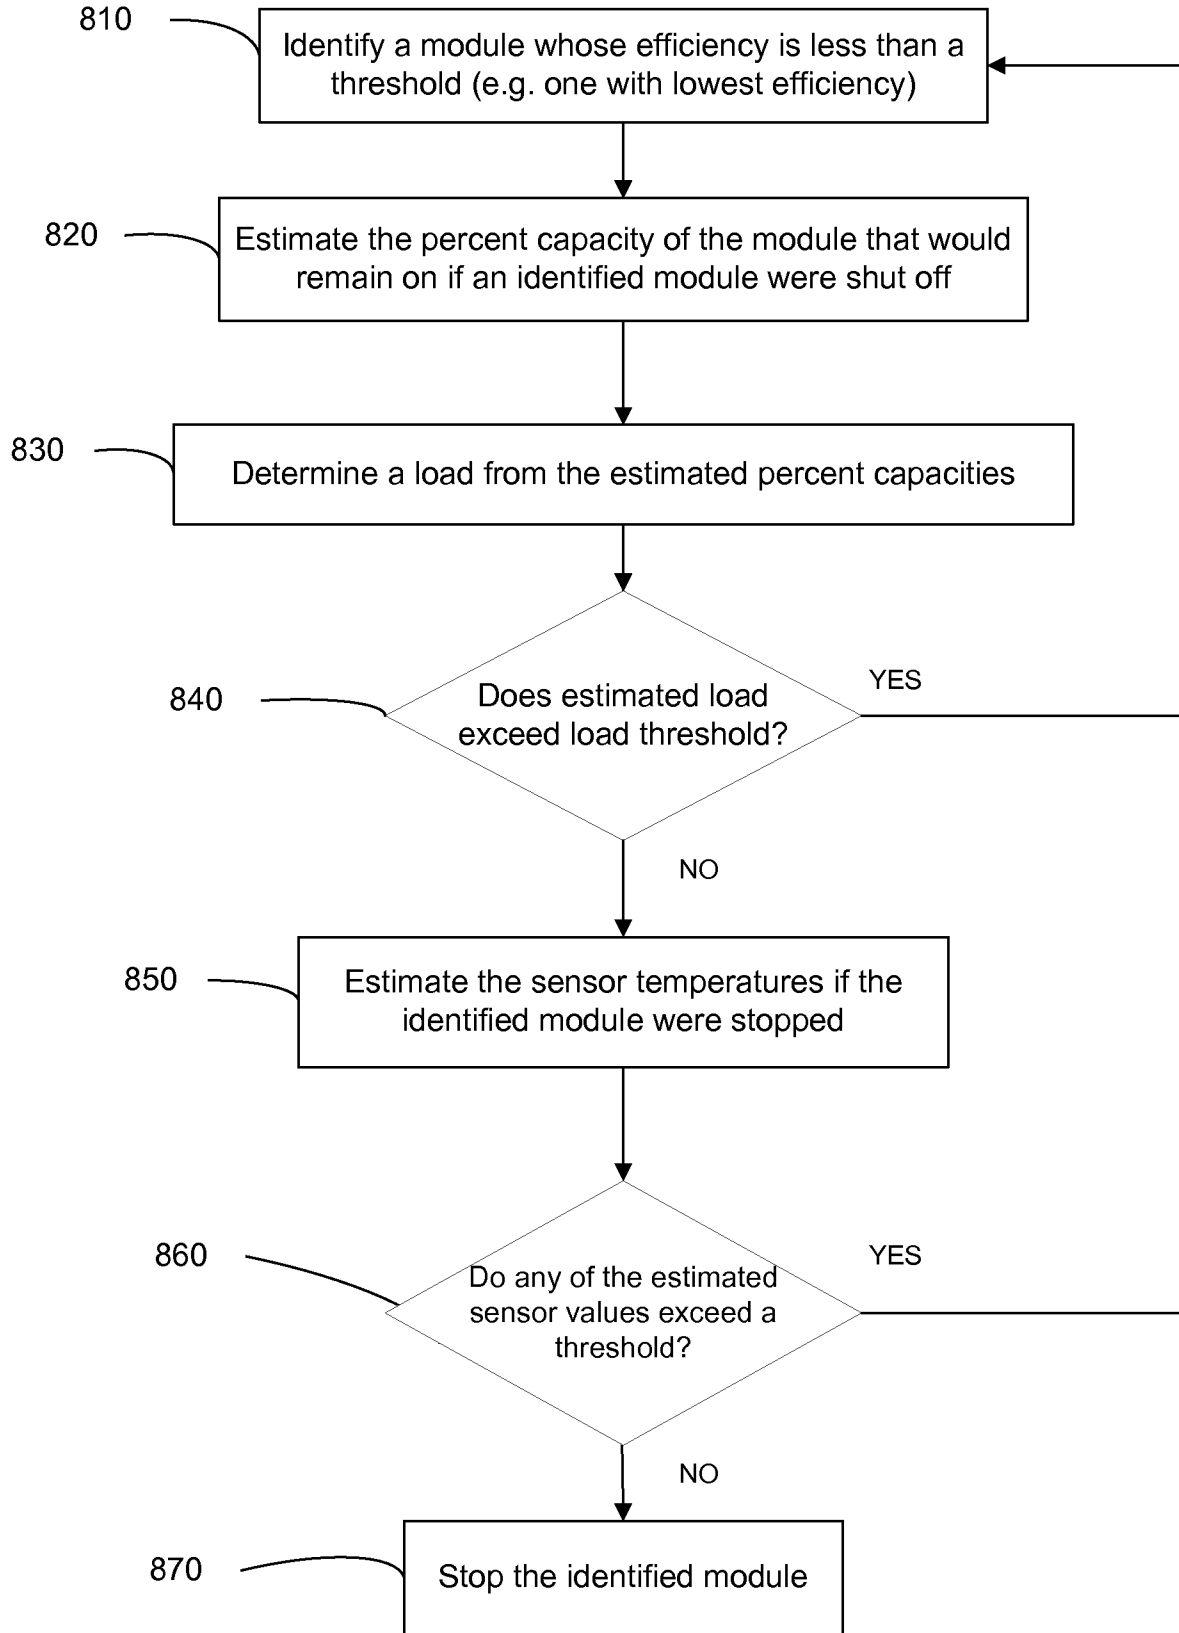 810
Identify a module whose efficiency is less than a
threshold (e.g. one with lowest efficiency)
820
Estimate the percent capacity of the module that would
remain on if an identified module were shut off
830
Determine a load from the estimated percent capacities
840
Does estimated load
exceed load threshold?
YES
NO
850
Estimate the sensor temperatures if the
identified module were stopped
860
Do any of the estimated
sensor values exceed a
threshold?
YES
NO
870
Stop the identified module